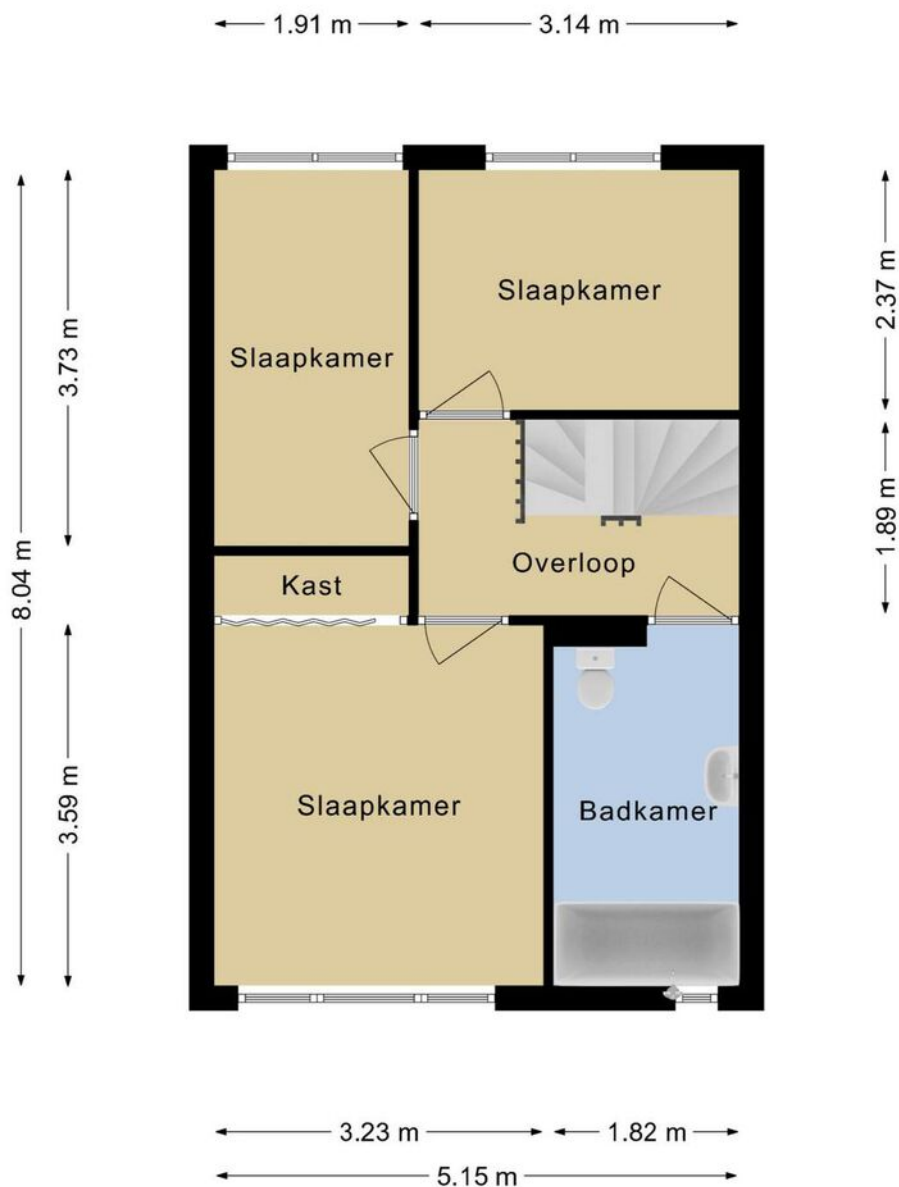 1.91 m
3.14 m
8.04 m
3.73 m
3.59 m
2.37 m
1.89 m
Slaapkamer
Slaapkamer
Overloop
Kast
Slaapkamer
Badkamer
3.23 m
1.82 m
5.15 m